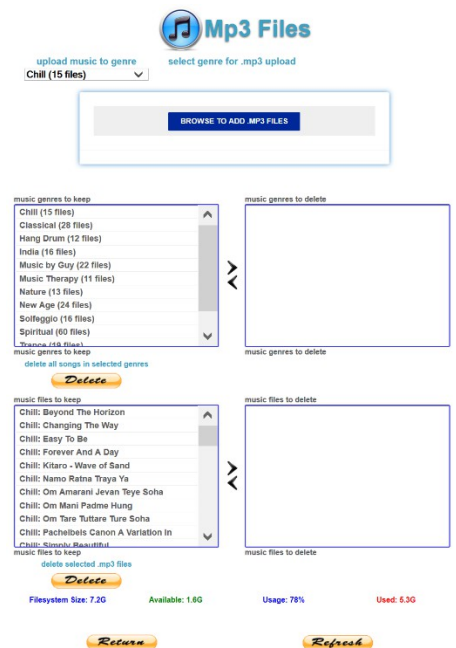 Mp3 Files
upload music to genre select genre for .mp3 upload
Chill (15 files)
BROWSE TO ADD .MP3 FILES
music genres to keep music genres to delete
Chill (15 files)
Classical (28 files)
Hang Drum (12 files)
India (16 files)
Music by Guy (22 files)
Music Therapy (11 files)
Nature (13 files)
New Age (24 files)
Solfeggio (16 files)
Spiritual (60 files)
Trance (19 files)
music genres to keep music genres to delete
delete all songs in selected genres
Delete
music files to keep music files to delete
Chill: Beyond The Horizon
Chill: Changing The Way
Chill: Easy To Be
Chill: Forever And A Day
Chill: Kitaro - Wave of Sand
Chill: Namo Ratna Traya Ya
Chill: Om Amarani Jevan Teye Soha
Chill: Om Mani Padme Hung
Chill: Om Tare Tuttare Ture Soha
Chill: Pachelbels Canon A Variation In
Chill: Simply Beautiful
music files to keep music files to delete
delete selected .mp3 files
Delete
Filesystem Size: 7.2G Available: 1.6G Usage: 78% Used: 5.3G
Return Refresh